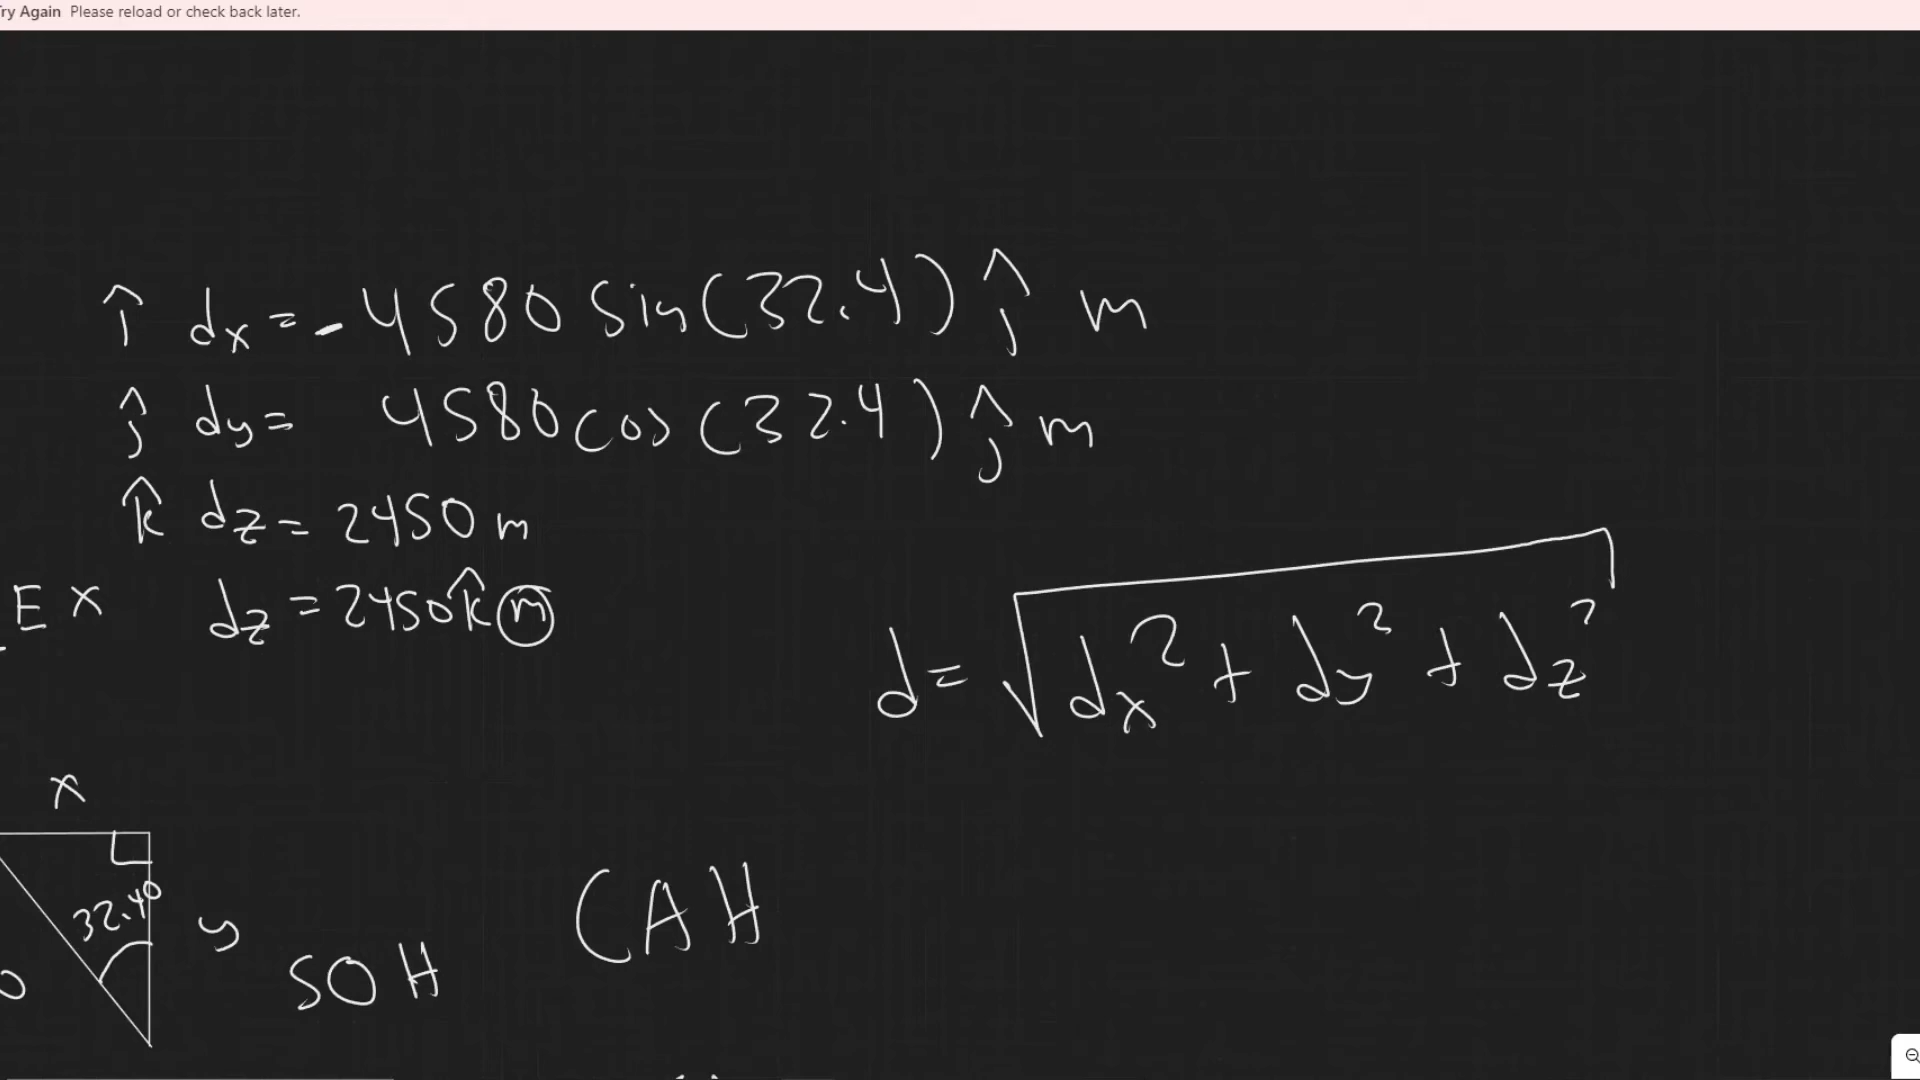 Try Again Please reload or check back later.
î dx = -4580 sin(32.4) ĵ m
ĵ dy = 4580 cos(32.4) ĵ m
k̂ dz = 2450 m
EX dz = 2450 k̂ m
d = √dx² + dy² + dz²
x
32.4°
y
SOH
CAH